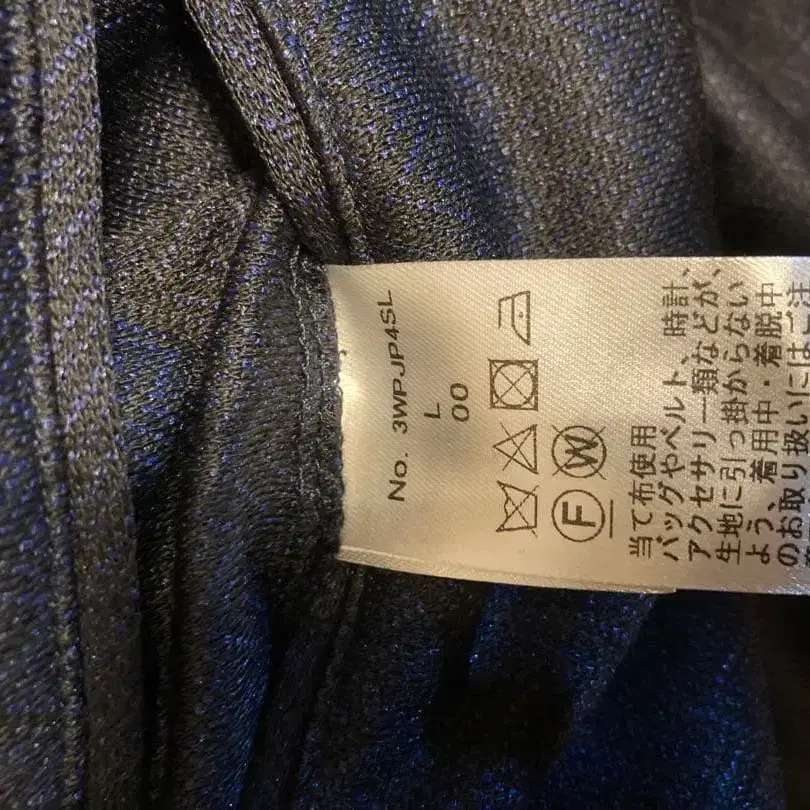 No. 3WPJP4SL
L
00
F W
当て布使用
バッグやベルト、時計、
アクセサリー類などが、
生地に引っ掛からない
よう、着用中・着脱中
のお取り扱いにはご注